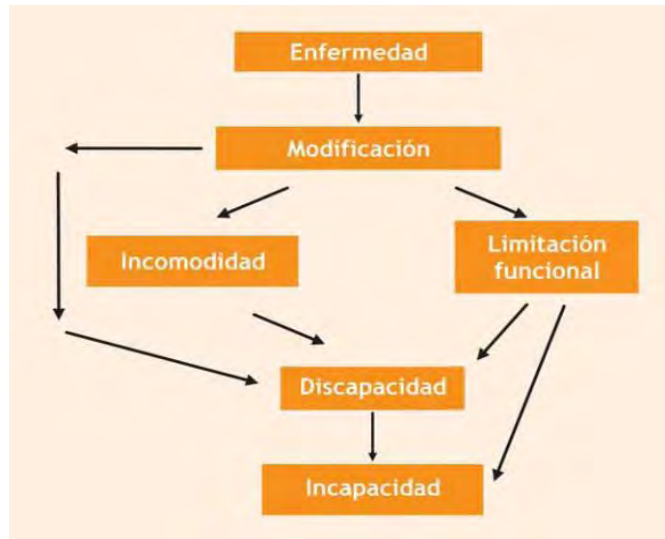 Enfermedad
Modificación
Incomodidad
Limitación
funcional
Discapacidad
Incapacidad